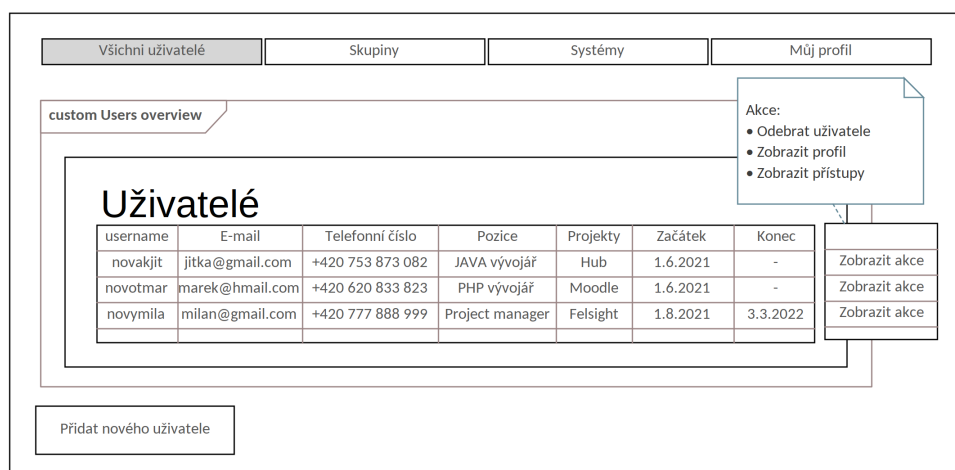 Všichni uživatelé Skupiny Systémy Můj profil
custom Users overview
Akce:
• Odebrat uživatele
• Zobrazit profil
• Zobrazit přístupy
Uživatelé
username E-mail Telefonní číslo Pozice Projekty Začátek Konec
novakjit jitka@gmail.com +420 753 873 082 JAVA vývojář Hub 1.6.2021 - Zobrazit akce
novotmar marek@hmail.com +420 620 833 823 PHP vývojář Moodle 1.6.2021 - Zobrazit akce
novymila milan@gmail.com +420 777 888 999 Project manager Felsight 1.8.2021 3.3.2022 Zobrazit akce
Přidat nového uživatele